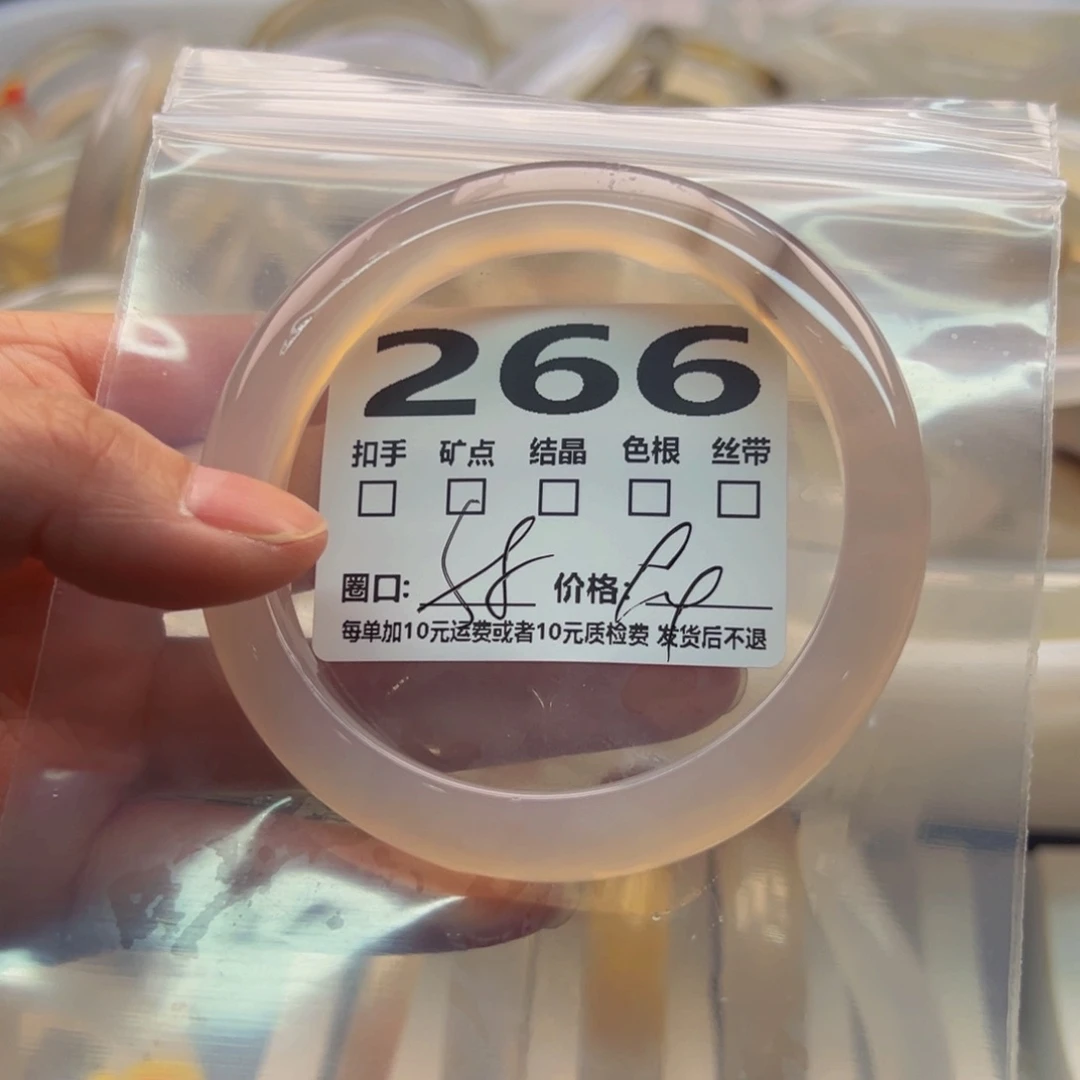 266
扣手 矿点 结晶 色根 丝带
圈口: 58 价格:
每单加10元运费或者10元质检费 发货后不退